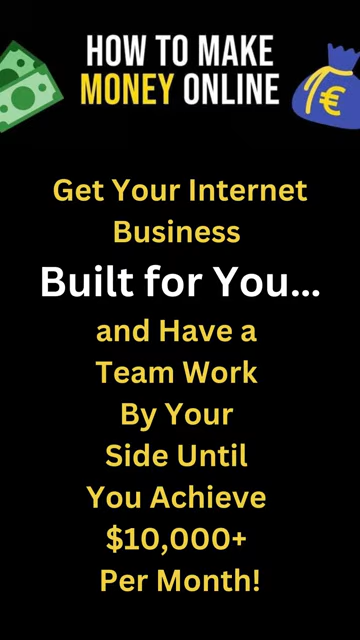 HOW TO MAKE
MONEY ONLINE
€
Get Your Internet
Business
Built for You...
and Have a
Team Work
By Your
Side Until
You Achieve
$10,000+
Per Month!